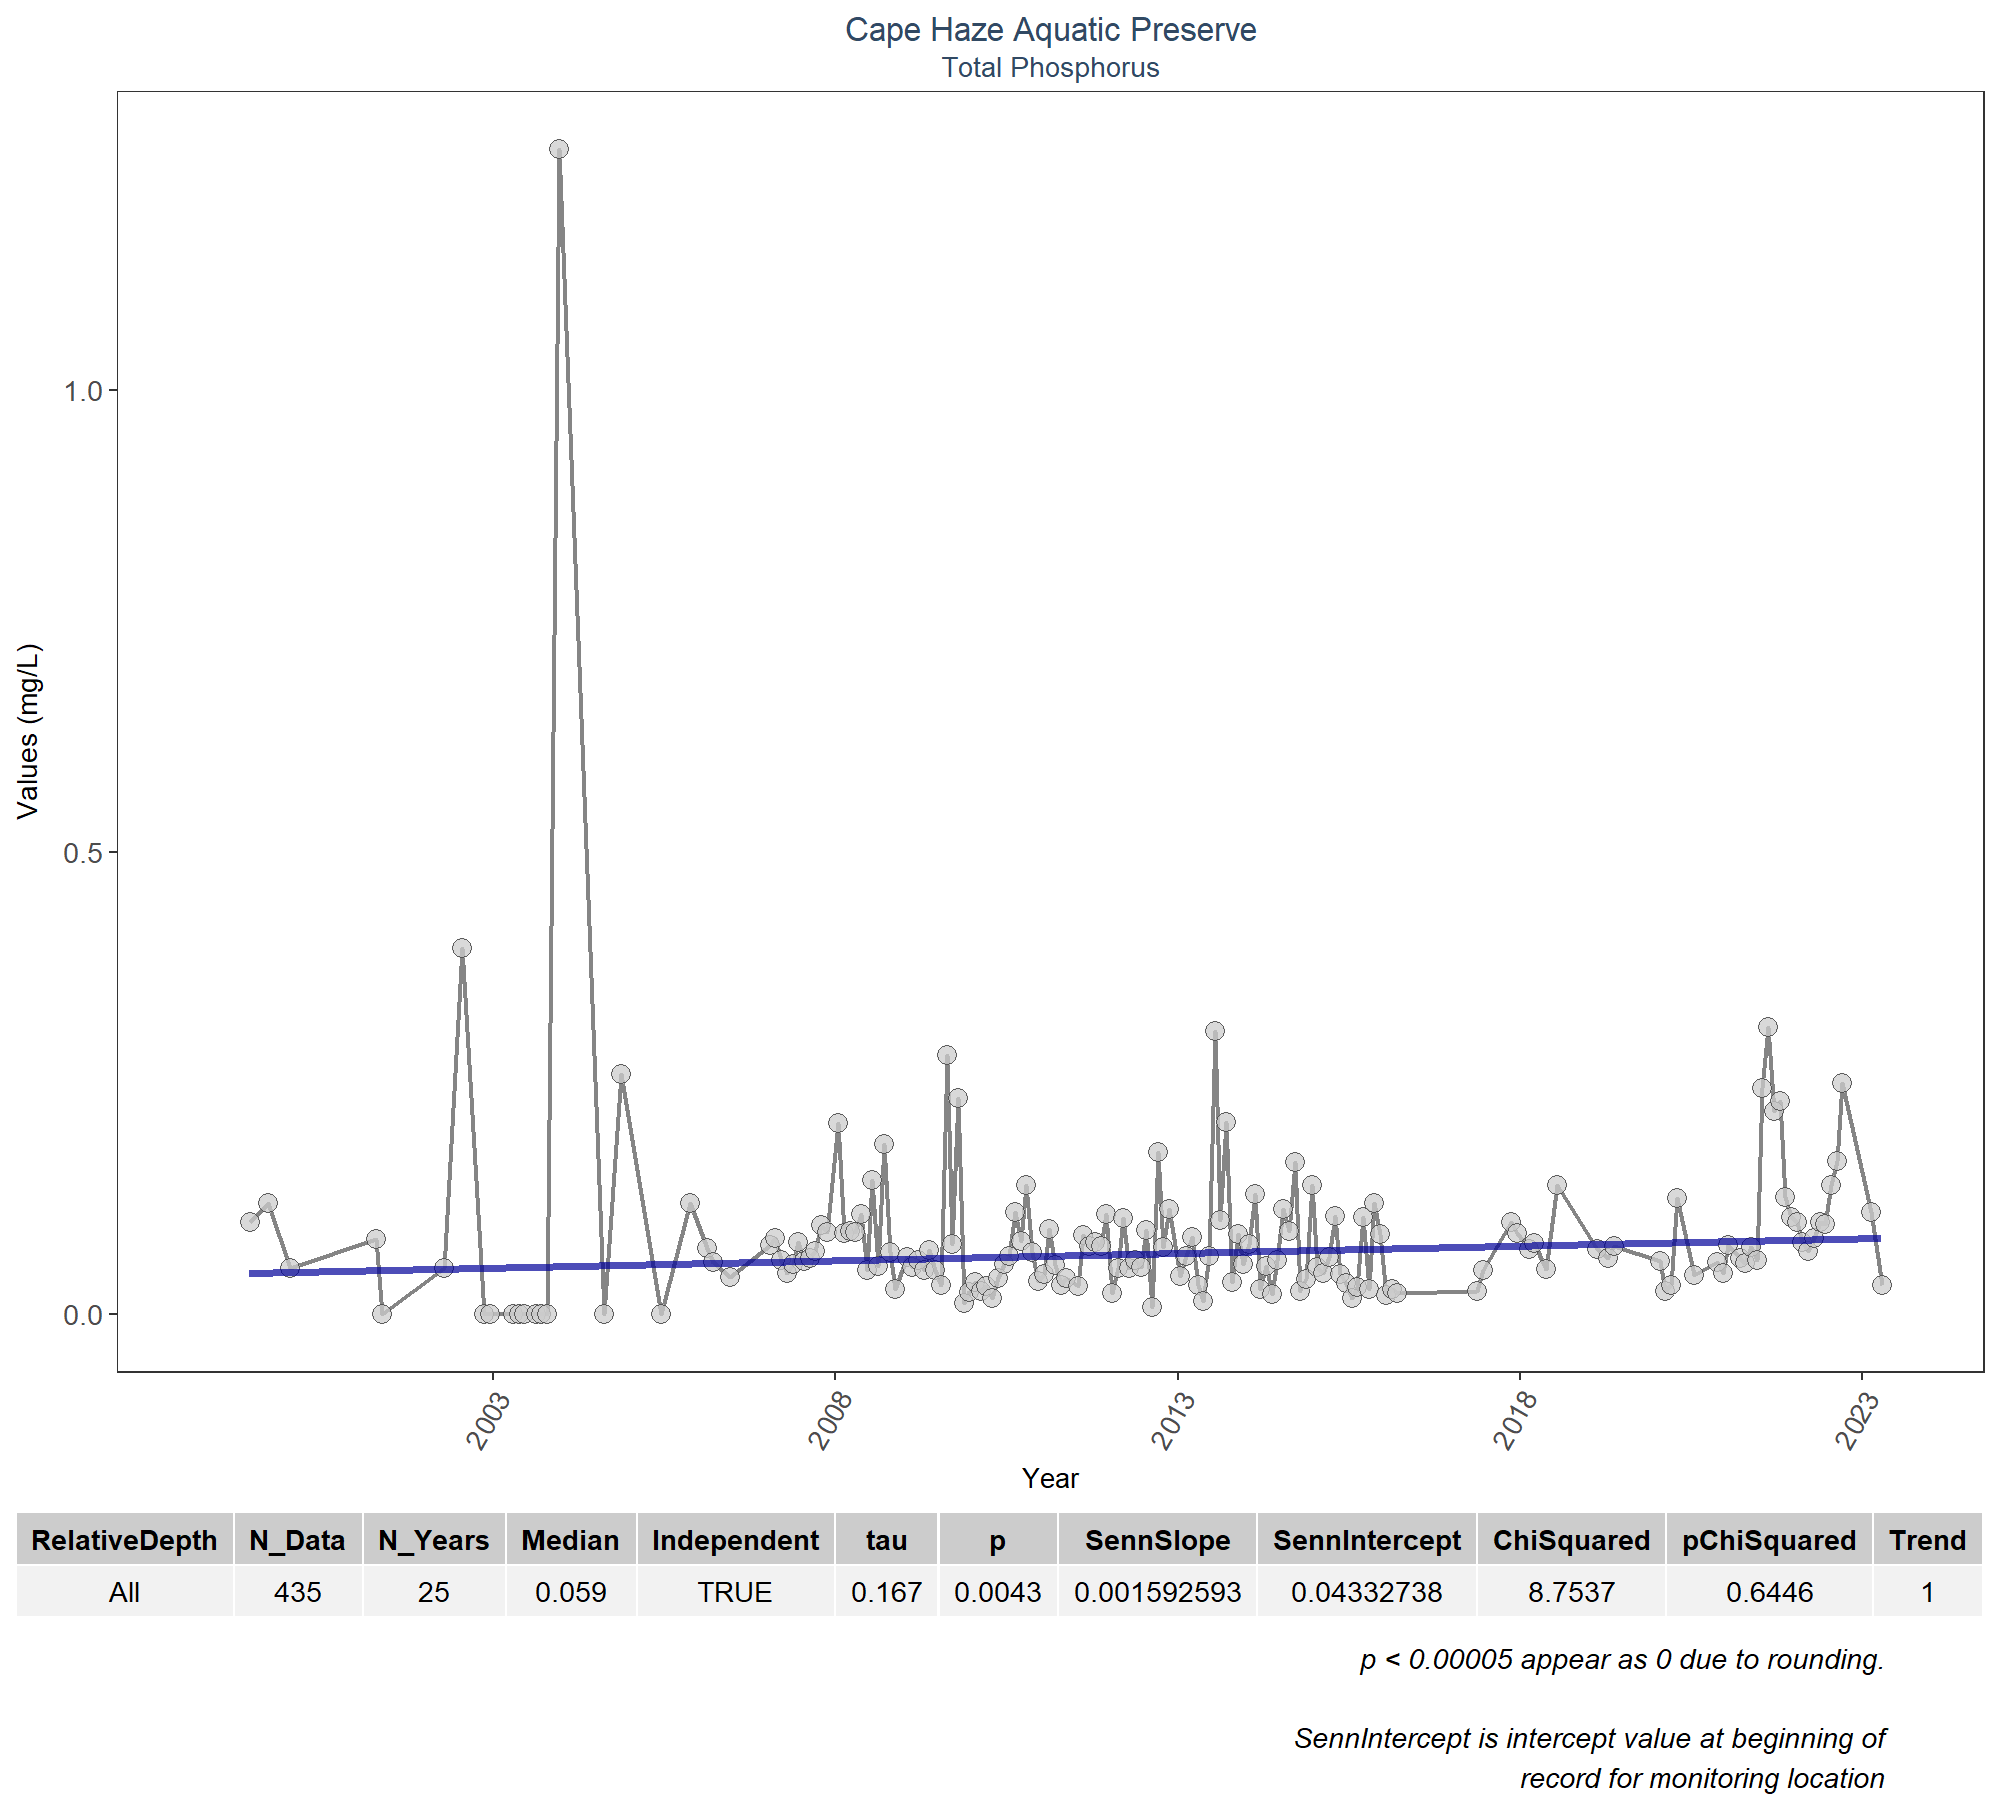 Cape Haze Aquatic Preserve
Total Phosphorus
1.0
0.5
0.0
Values (mg/L)
2003 2008 2013 2018 2023
Year
RelativeDepth N_Data N_Years Median Independent tau p SennSlope SennIntercept ChiSquared pChiSquared Trend
All 435 25 0.059 TRUE 0.167 0.0043 0.001592593 0.04332738 8.7537 0.6446 1
p < 0.00005 appear as 0 due to rounding.
SennIntercept is intercept value at beginning of
record for monitoring location